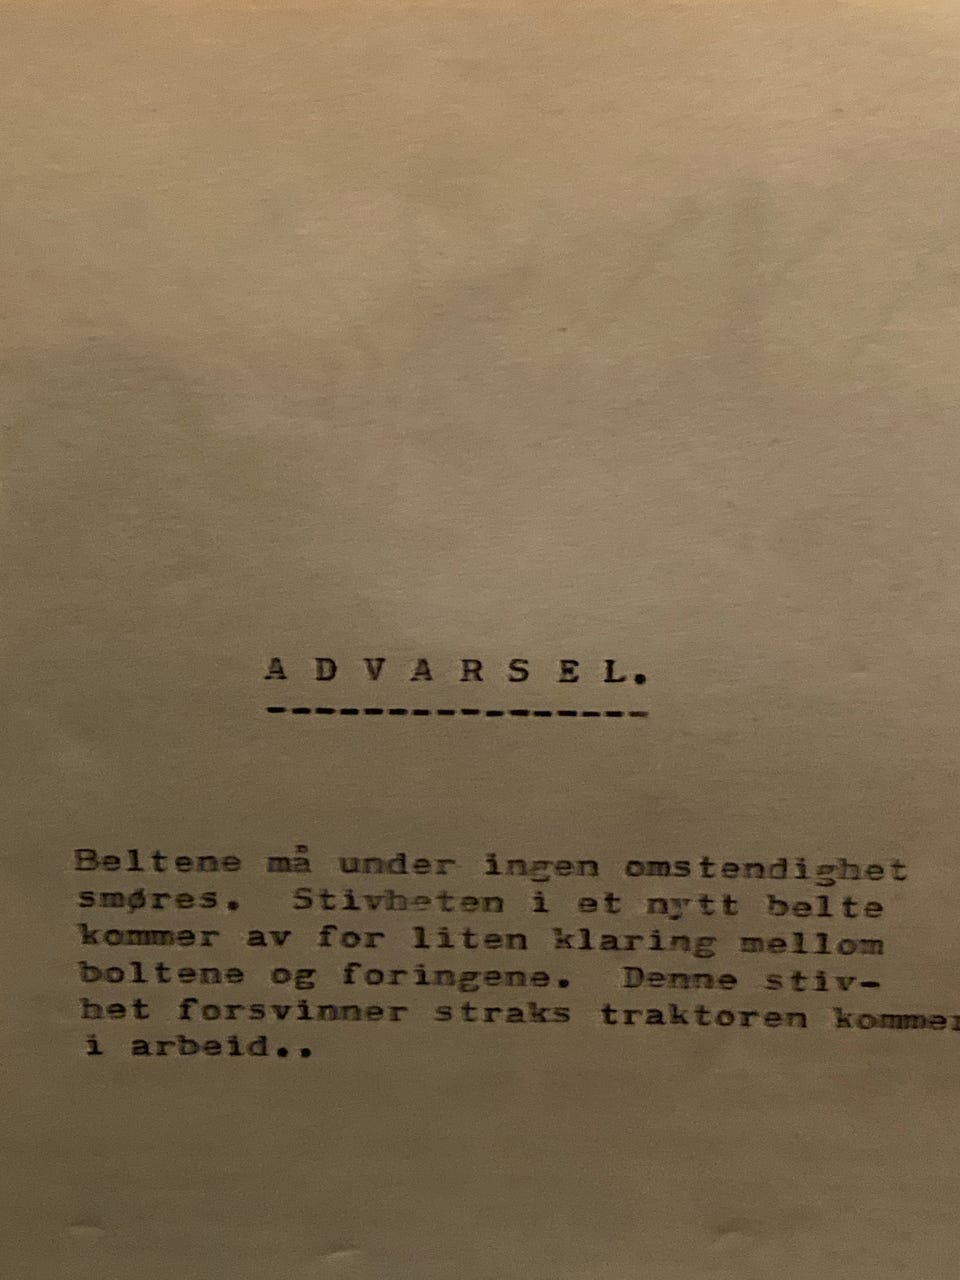 A D V A R S E L.
----------------
Beltene må under ingen omstendighet
smøres.  Stivheten i et nytt belte
kommer av for liten klaring mellom
boltene og foringene.  Denne stiv-
het forsvinner straks traktoren kommer
i arbeid..